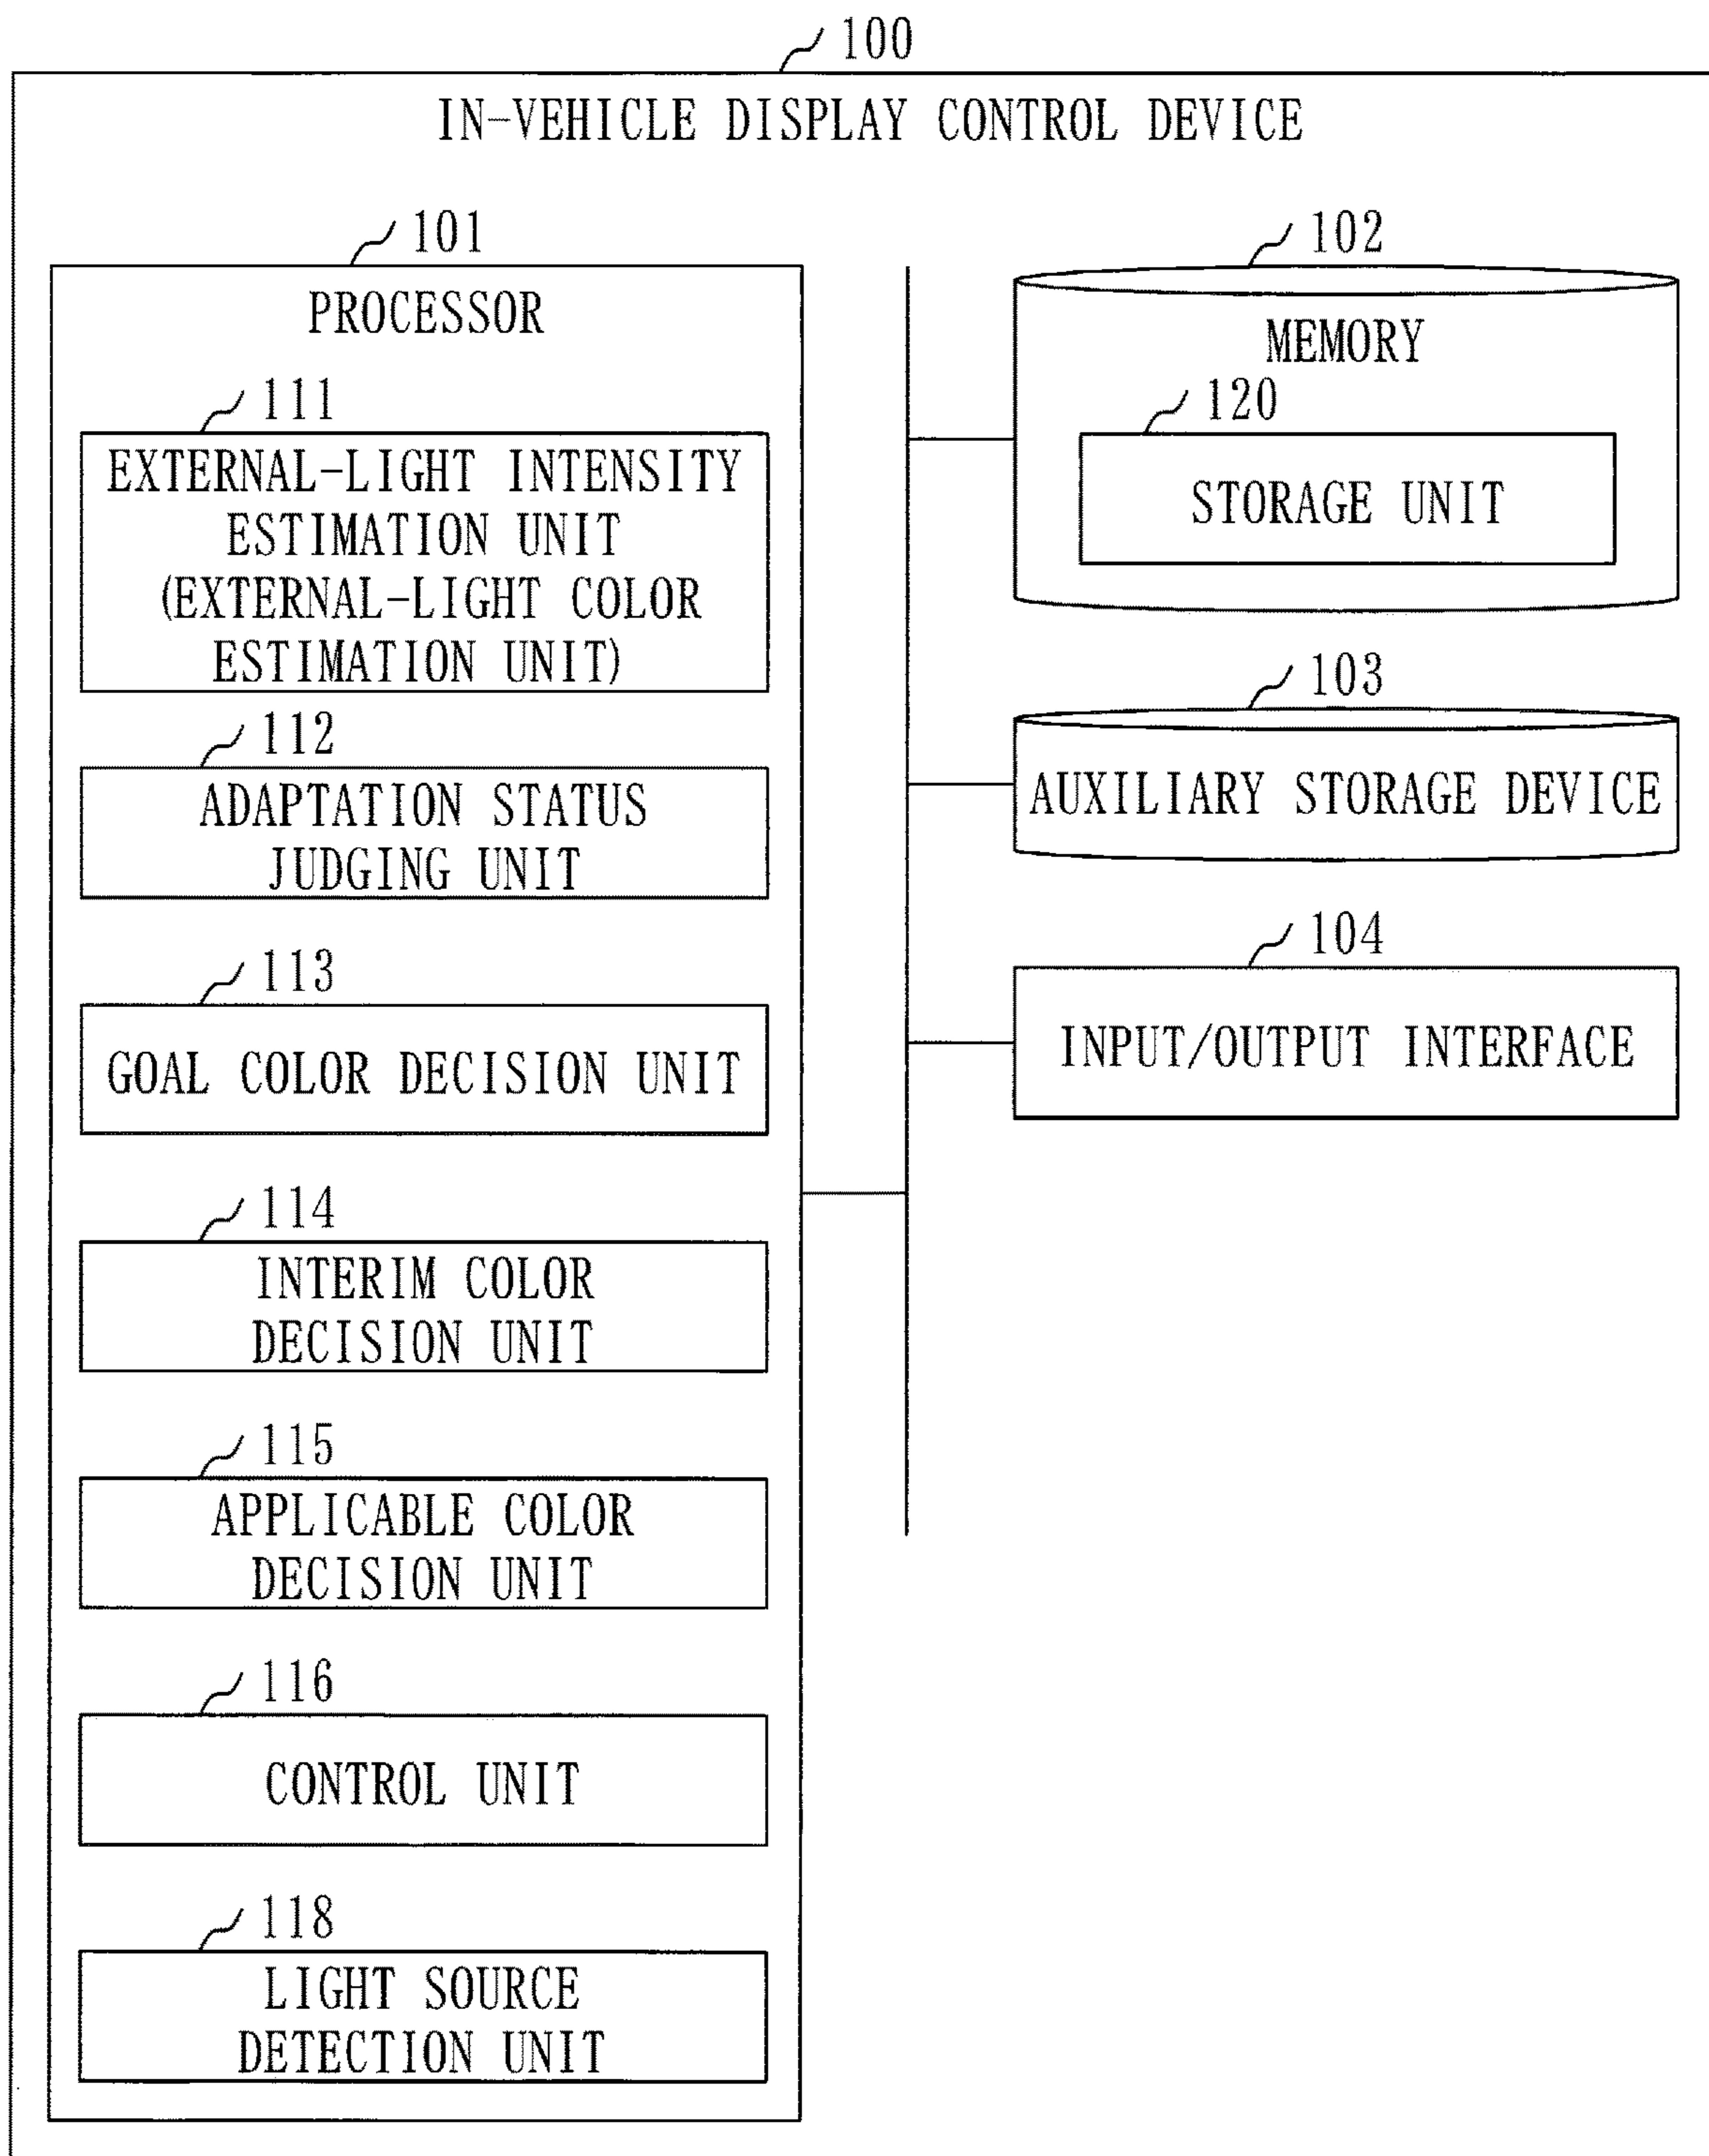 100
IN-VEHICLE DISPLAY CONTROL DEVICE
101
PROCESSOR
111
EXTERNAL-LIGHT INTENSITY
ESTIMATION UNIT
(EXTERNAL-LIGHT COLOR
ESTIMATION UNIT)
112
ADAPTATION STATUS
JUDGING UNIT
113
GOAL COLOR DECISION UNIT
114
INTERIM COLOR
DECISION UNIT
115
APPLICABLE COLOR
DECISION UNIT
116
CONTROL UNIT
118
LIGHT SOURCE
DETECTION UNIT
102
MEMORY
120
STORAGE UNIT
103
AUXILIARY STORAGE DEVICE
104
INPUT/OUTPUT INTERFACE